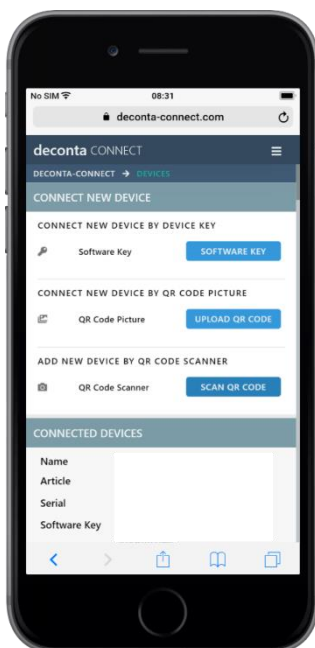 No SIM 08:31
deconta-connect.com
deconta CONNECT
DECONTA-CONNECT → DEVICES
CONNECT NEW DEVICE
CONNECT NEW DEVICE BY DEVICE KEY
Software Key SOFTWARE KEY
CONNECT NEW DEVICE BY QR CODE PICTURE
QR Code Picture UPLOAD QR CODE
ADD NEW DEVICE BY QR CODE SCANNER
QR Code Scanner SCAN QR CODE
CONNECTED DEVICES
Name
Article
Serial
Software Key